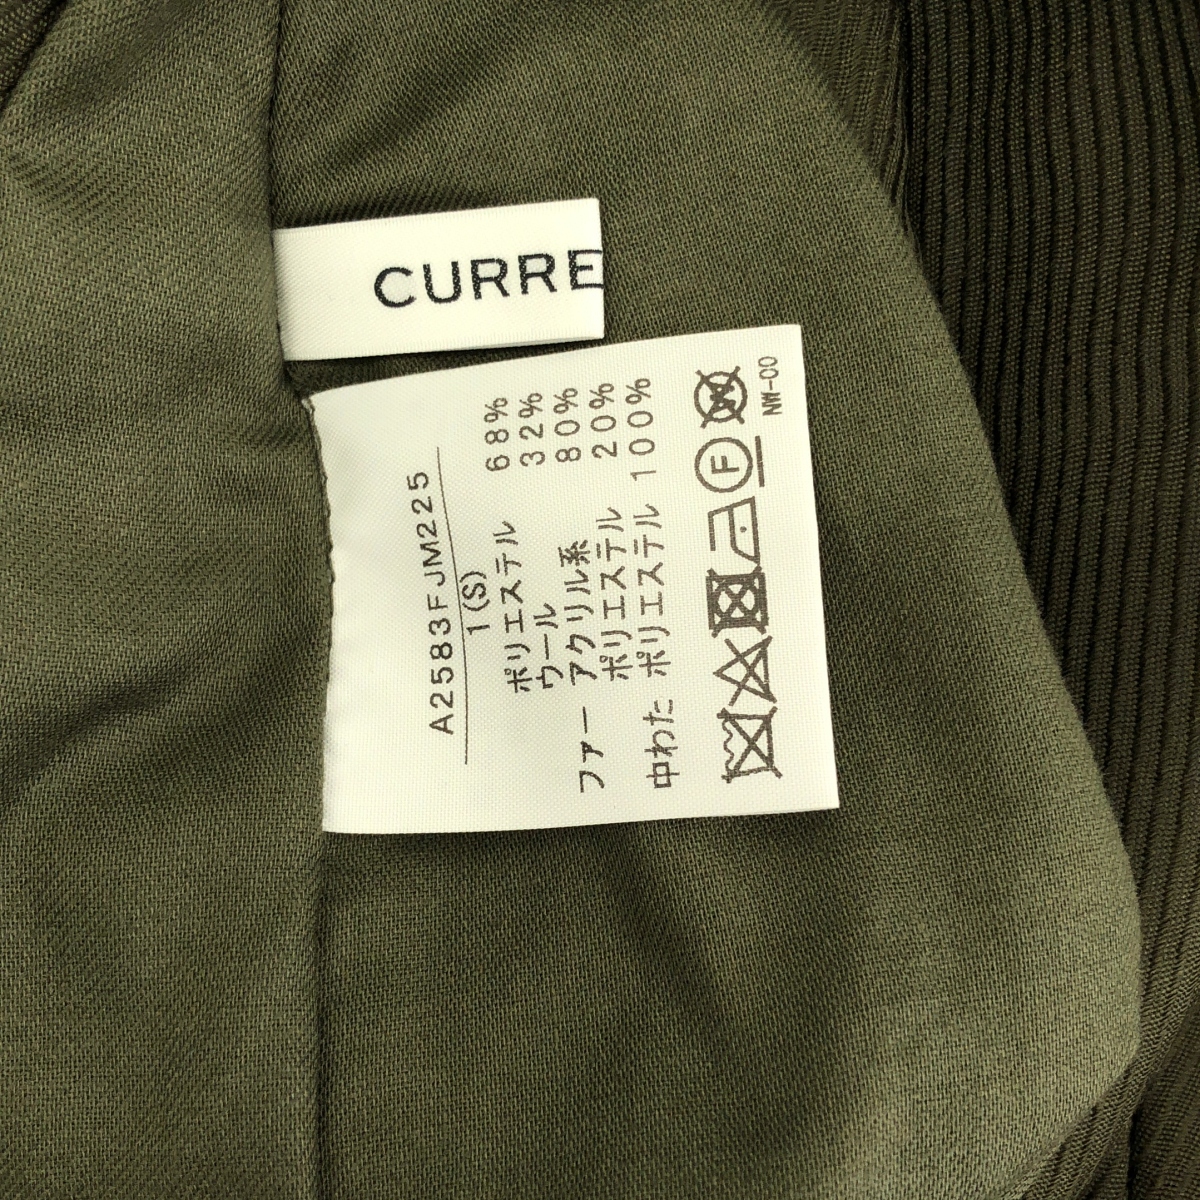 CURRE
A2583FJM225
1(S)
ポリエステル 68%
ウール 32%
ファー アクリル系 80%
ポリエステル 20%
中わた ポリエステル 100%
F
W
NW-00